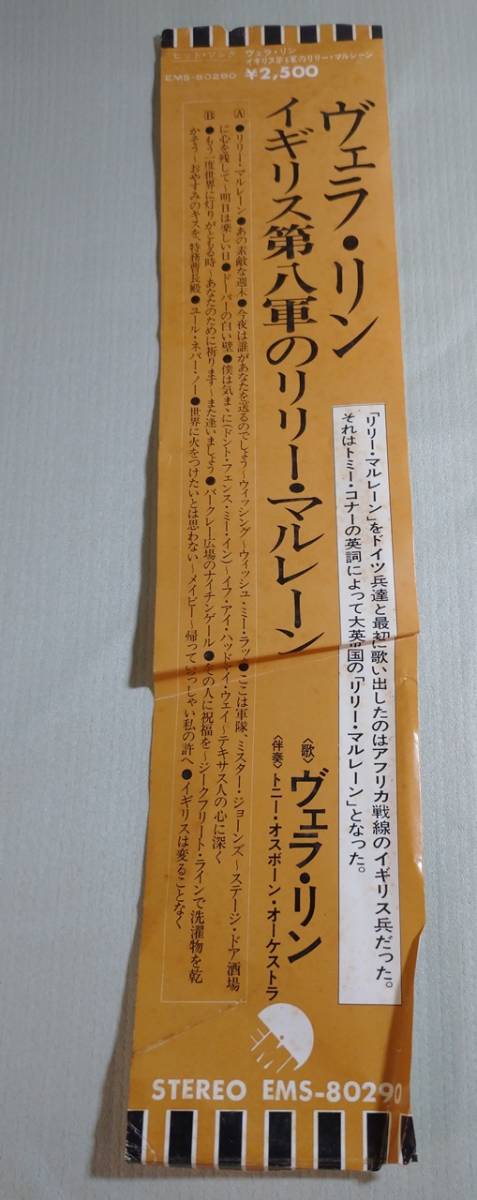 ヒット・ソング
ヴェラ・リン
イギリス第八軍のリリー・マルレーン
EMS-80290
¥2,500
ヴェラ・リン
イギリス第八軍のリリー・マルレーン
「リリー・マルレーン」をドイツ兵達と最初に歌い出したのはアフリカ戦線のイギリス兵だった。
それはトミー・コナーの英詞によって大英帝国の「リリー・マルレーン」となった。
〈歌〉ヴェラ・リン
〈伴奏〉トニー・オズボーン・オーケストラ
Ⓐ ●リリー・マルレーン●あの素敵な週末●今夜は誰があなたを送るのでしょう〜ウィッシング〜ウィッシュ・ミー・ラック●ここは軍隊、ミスター・ジョーンズ〜ステージ・ドア酒場
に心を残して〜明日は楽しい日●ドーバーの白い壁●僕は気ままに(ドント・フェンス・ミー・イン)〜イフ・アイ・ハッド・マイ・ウェイ〜テキサス人の心に深く
Ⓑ ●もう一度世界に灯りがともる時〜あなたのために祈ります〜また逢いましょう●バークレー広場のナイチンゲール●その人に祝福を〜ジークフリート・ラインで洗濯物を乾
かそう〜おやすみのキスを、特務曹長殿●ユール・ネバー・ノー●世界に火をつけたいとは思わない〜メイビー〜帰っていらっしゃい私の許へ●イギリスは変ることなく
STEREO EMS-80290